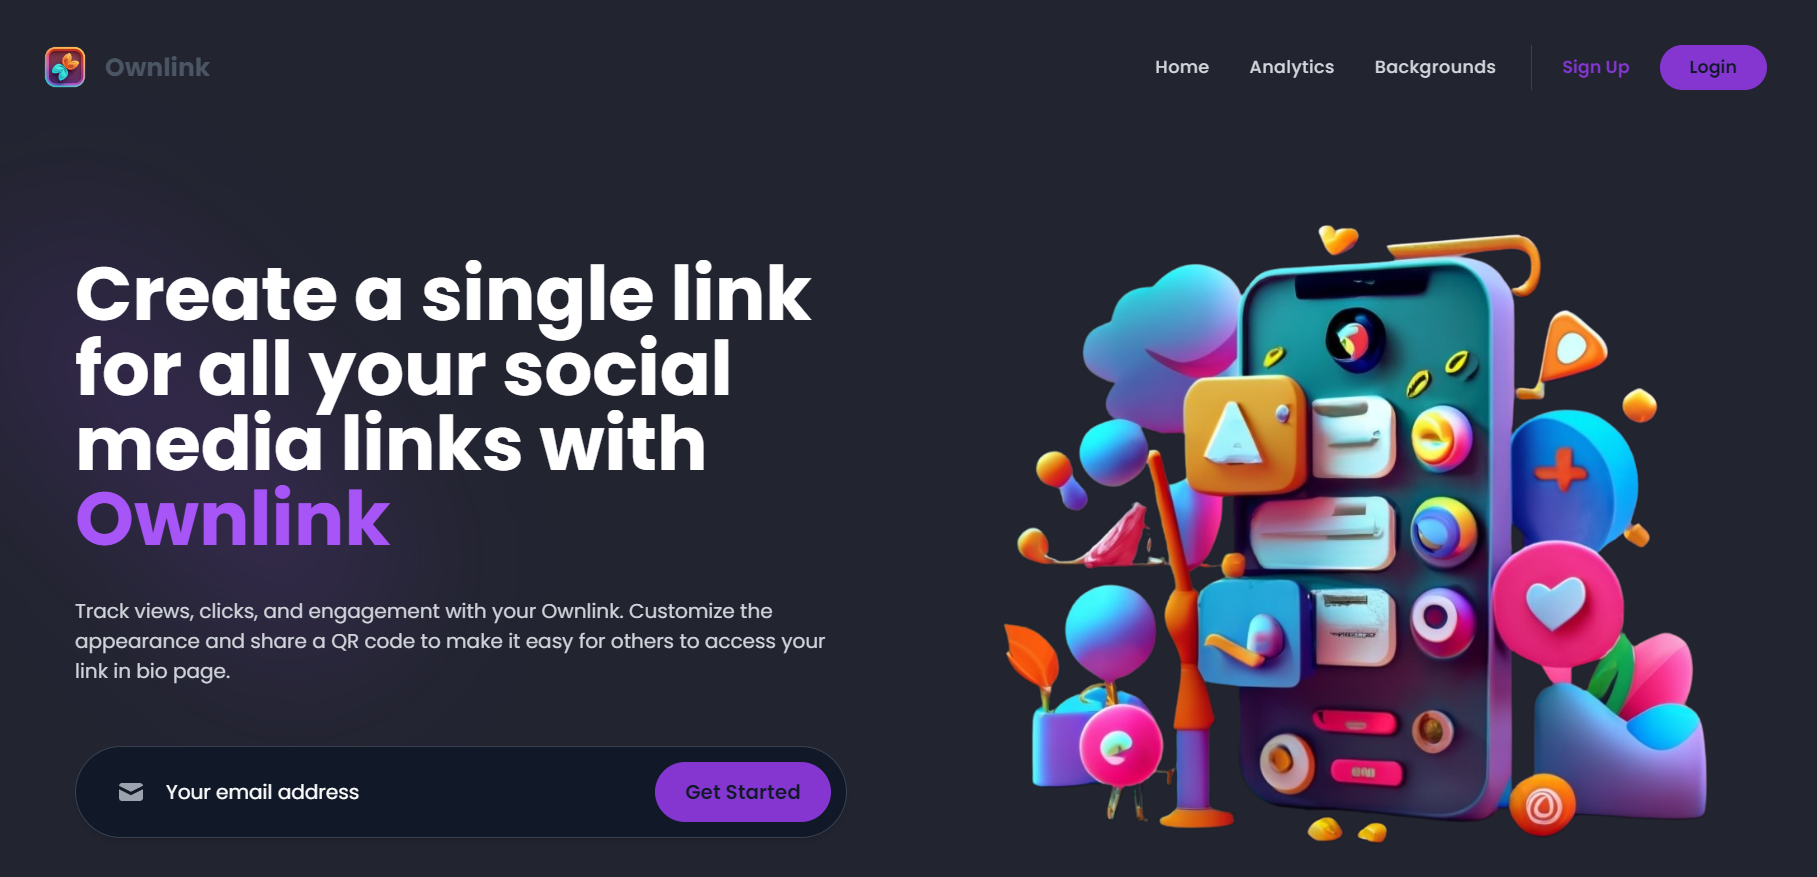 Ownlink
Home
Analytics
Backgrounds
Sign Up
Login
Create a single link
for all your social
media links with
Ownlink
Track views, clicks, and engagement with your Ownlink. Customize the
appearance and share a QR code to make it easy for others to access your
link in bio page.
Your email address
Get Started